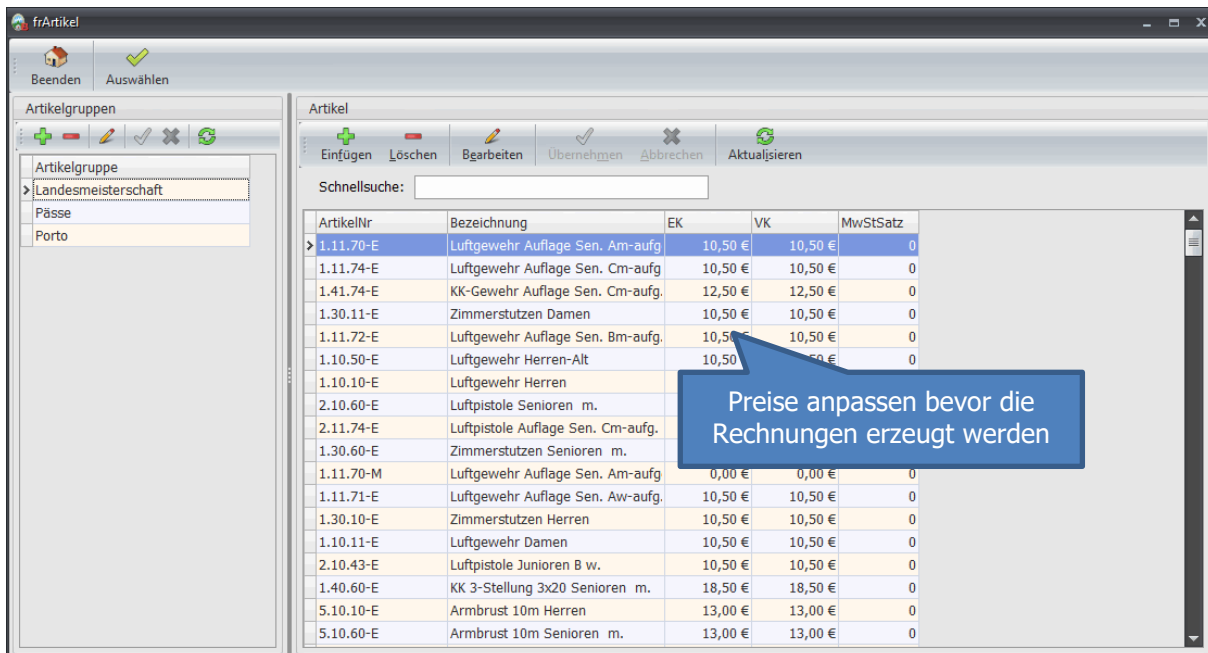 frArtikel
Beenden Auswählen
Artikelgruppen
Artikelgruppe
Landesmeisterschaft
Pässe
Porto
Artikel
Einfügen Löschen Bearbeiten Übernehmen Abbrechen Aktualisieren
Schnellsuche:
ArtikelNr Bezeichnung EK VK MwStSatz
1.11.70-E Luftgewehr Auflage Sen. Am-aufg 10,50 € 10,50 € 0
1.11.74-E Luftgewehr Auflage Sen. Cm-aufg 10,50 € 10,50 € 0
1.41.74-E KK-Gewehr Auflage Sen. Cm-aufg. 12,50 € 12,50 € 0
1.30.11-E Zimmerstutzen Damen 10,50 € 10,50 € 0
1.11.72-E Luftgewehr Auflage Sen. Bm-aufg. 10,50 € 10,50 € 0
1.10.50-E Luftgewehr Herren-Alt 10,50 0
1.10.10-E Luftgewehr Herren
2.10.60-E Luftpistole Senioren m.
2.11.74-E Luftpistole Auflage Sen. Cm-aufg.
1.30.60-E Zimmerstutzen Senioren m.
1.11.70-M Luftgewehr Auflage Sen. Am-aufg 0,00 € 0,00 € 0
1.11.71-E Luftgewehr Auflage Sen. Aw-aufg. 10,50 € 10,50 € 0
1.30.10-E Zimmerstutzen Herren 10,50 € 10,50 € 0
1.10.11-E Luftgewehr Damen 10,50 € 10,50 € 0
2.10.43-E Luftpistole Junioren B w. 10,50 € 10,50 € 0
1.40.60-E KK 3-Stellung 3x20 Senioren m. 18,50 € 18,50 € 0
5.10.10-E Armbrust 10m Herren 13,00 € 13,00 € 0
5.10.60-E Armbrust 10m Senioren m. 13,00 € 13,00 € 0
Preise anpassen bevor die
Rechnungen erzeugt werden